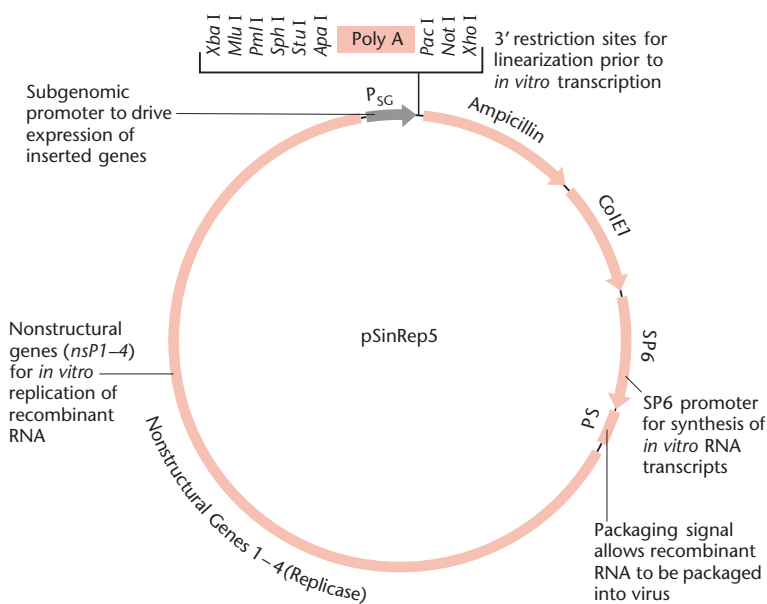 Xba I
Mlu I
Pml I
Sph I
Stu I
Apa I
Poly A
Pac I
Not I
Xho I
3′ restriction sites for
linearization prior to
in vitro transcription
Subgenomic
promoter to drive
expression of
inserted genes
PSG
Ampicillin
ColE1
pSinRep5
SP6
Nonstructural
genes (nsP1–4)
for in vitro
replication of
recombinant
RNA
PS
SP6 promoter
for synthesis of
in vitro RNA
transcripts
Nonstructural Genes 1–4(Replicase)
Packaging signal
allows recombinant
RNA to be packaged
into virus